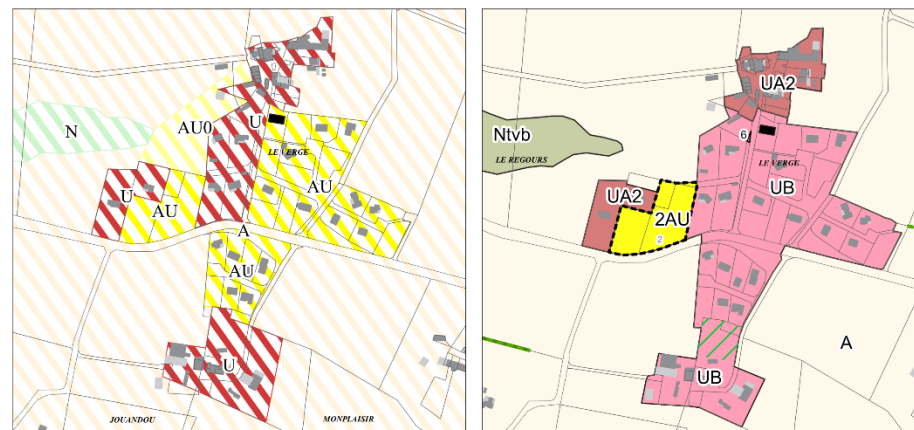 N
AU0
U
LE VERGE
AU
U
AU
A
AU
U
JOUANDOU
MONPLAISIR
UA2
Ntvb
6
LE REGOURS
LE VERGE
UB
UA2
2AU
2
A
UB